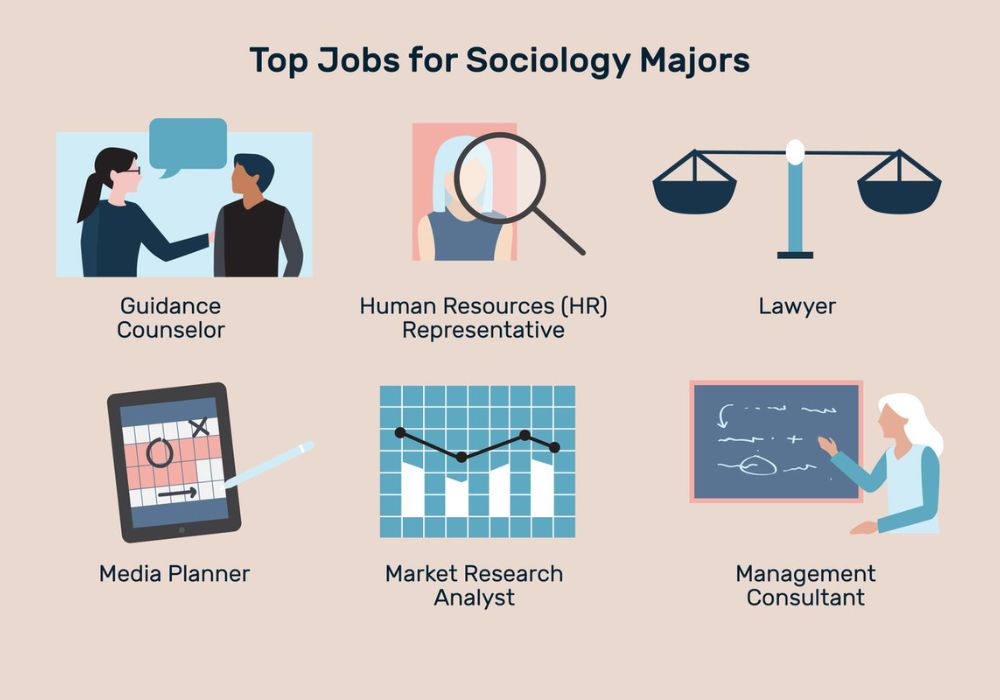 Top Jobs for Sociology Majors
Guidance
Counselor
Human Resources (HR)
Representative
Lawyer
Media Planner
Market Research
Analyst
Management
Consultant